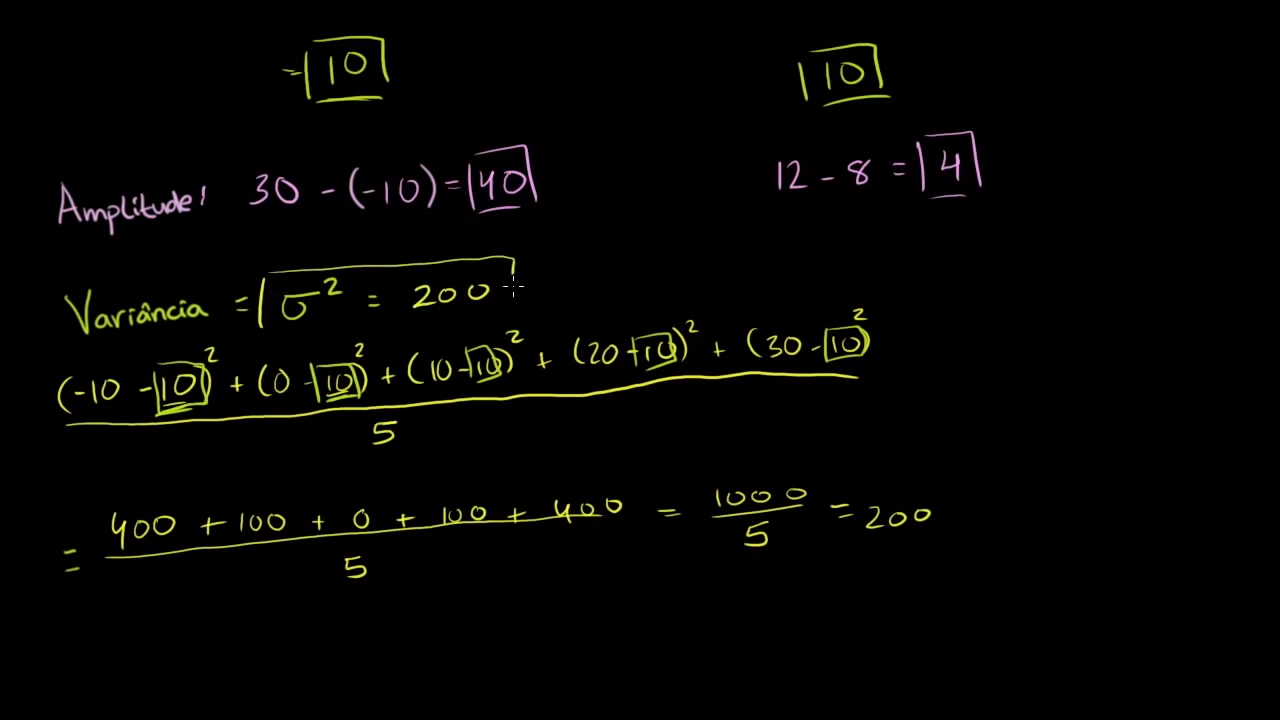 = 10 10
Amplitude: 30 - (-10) = 40 12 - 8 = 4
Variância = σ² = 200
(-10 - 10)² + (0 - 10)² + (10 - 10)² + (20 - 10)² + (30 - 10)²
5
= 400 + 100 + 0 + 100 + 400 = 1000 = 200
5 5